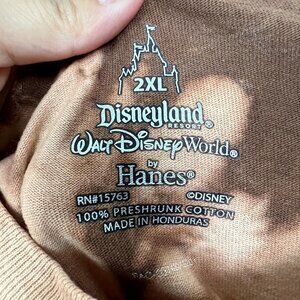 2XL
Disneyland®
RESORT
Walt Disney World®
by
Hanes®
RN#15763 ©DISNEY
100% PRESHRUNK COTTON
MADE IN HONDURAS